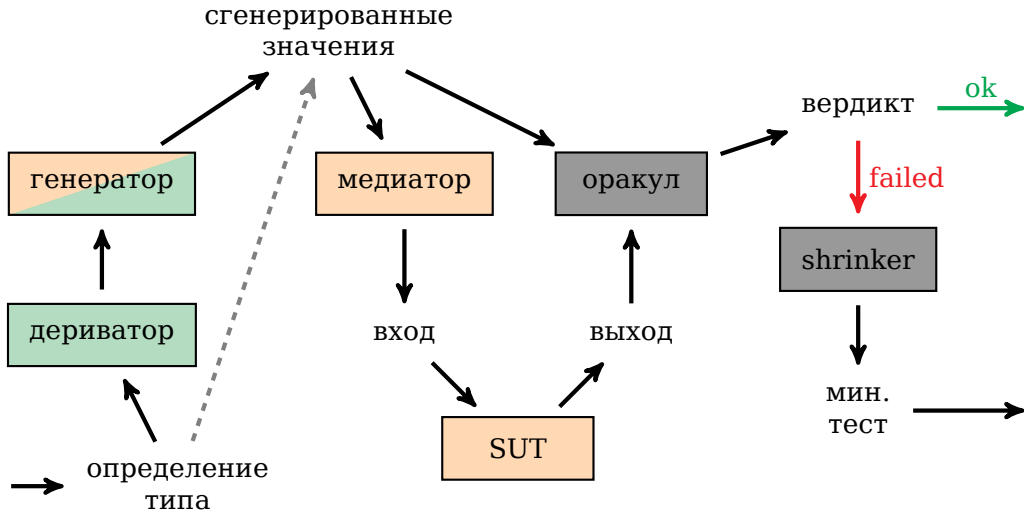 сгенерированные
значения
вердикт
ok
генератор
медиатор
оракул
failed
shrinker
дериватор
вход
выход
мин.
тест
SUT
определение
типа